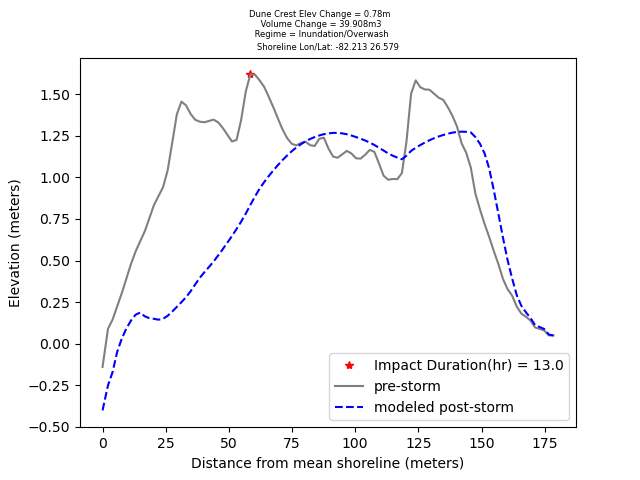 Dune Crest Elev Change = 0.78m
Volume Change = 39.908m3
Regime = Inundation/Overwash
Shoreline Lon/Lat: -82.213 26.579
Elevation (meters)
1.50
1.25
1.00
0.75
0.50
0.25
0.00
−0.25
−0.50
Impact Duration(hr) = 13.0
pre-storm
modeled post-storm
0 25 50 75 100 125 150 175
Distance from mean shoreline (meters)